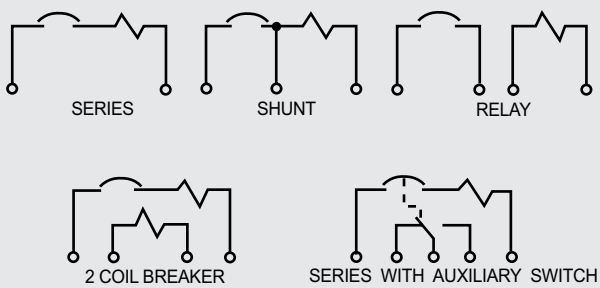 SERIES
SHUNT
RELAY
2 COIL BREAKER
SERIES WITH AUXILIARY SWITCH